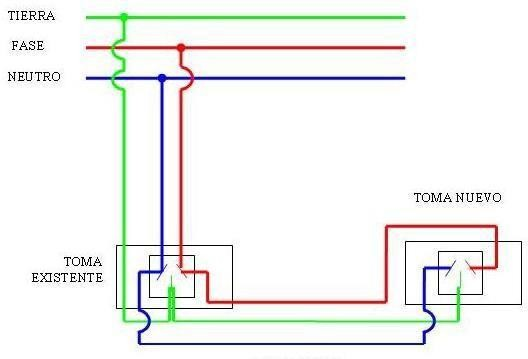 TIERRA
FASE
NEUTRO
TOMA NUEVO
TOMA
EXISTENTE